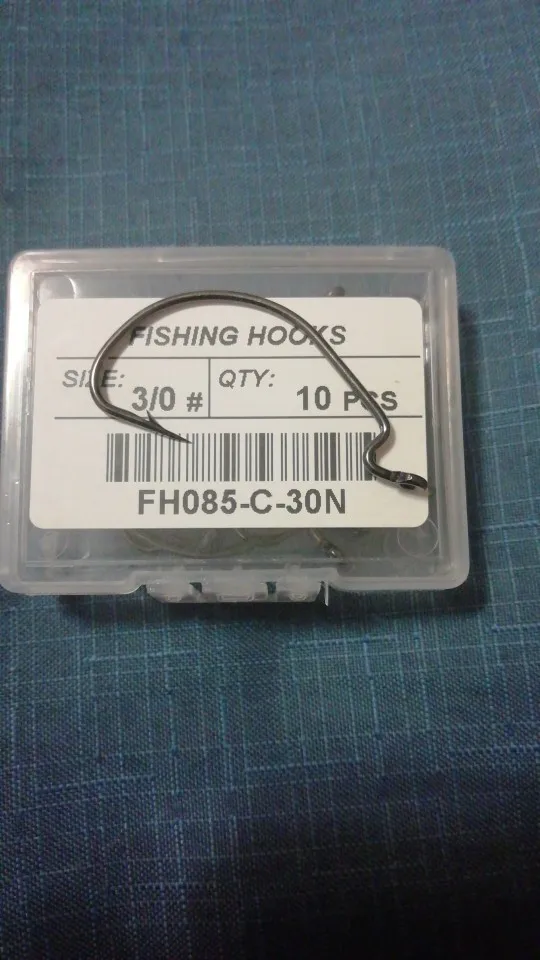 FISHING HOOKS
SIZE: 3/0 # QTY: 10 PCS
FH085-C-30N